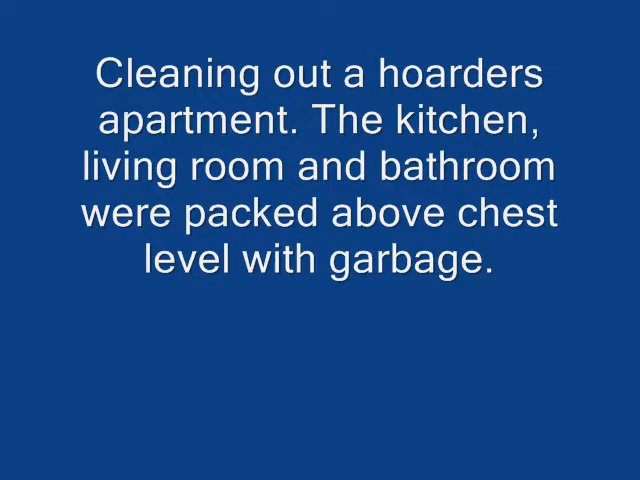 Cleaning out a hoarders
apartment. The kitchen,
living room and bathroom
were packed above chest
level with garbage.